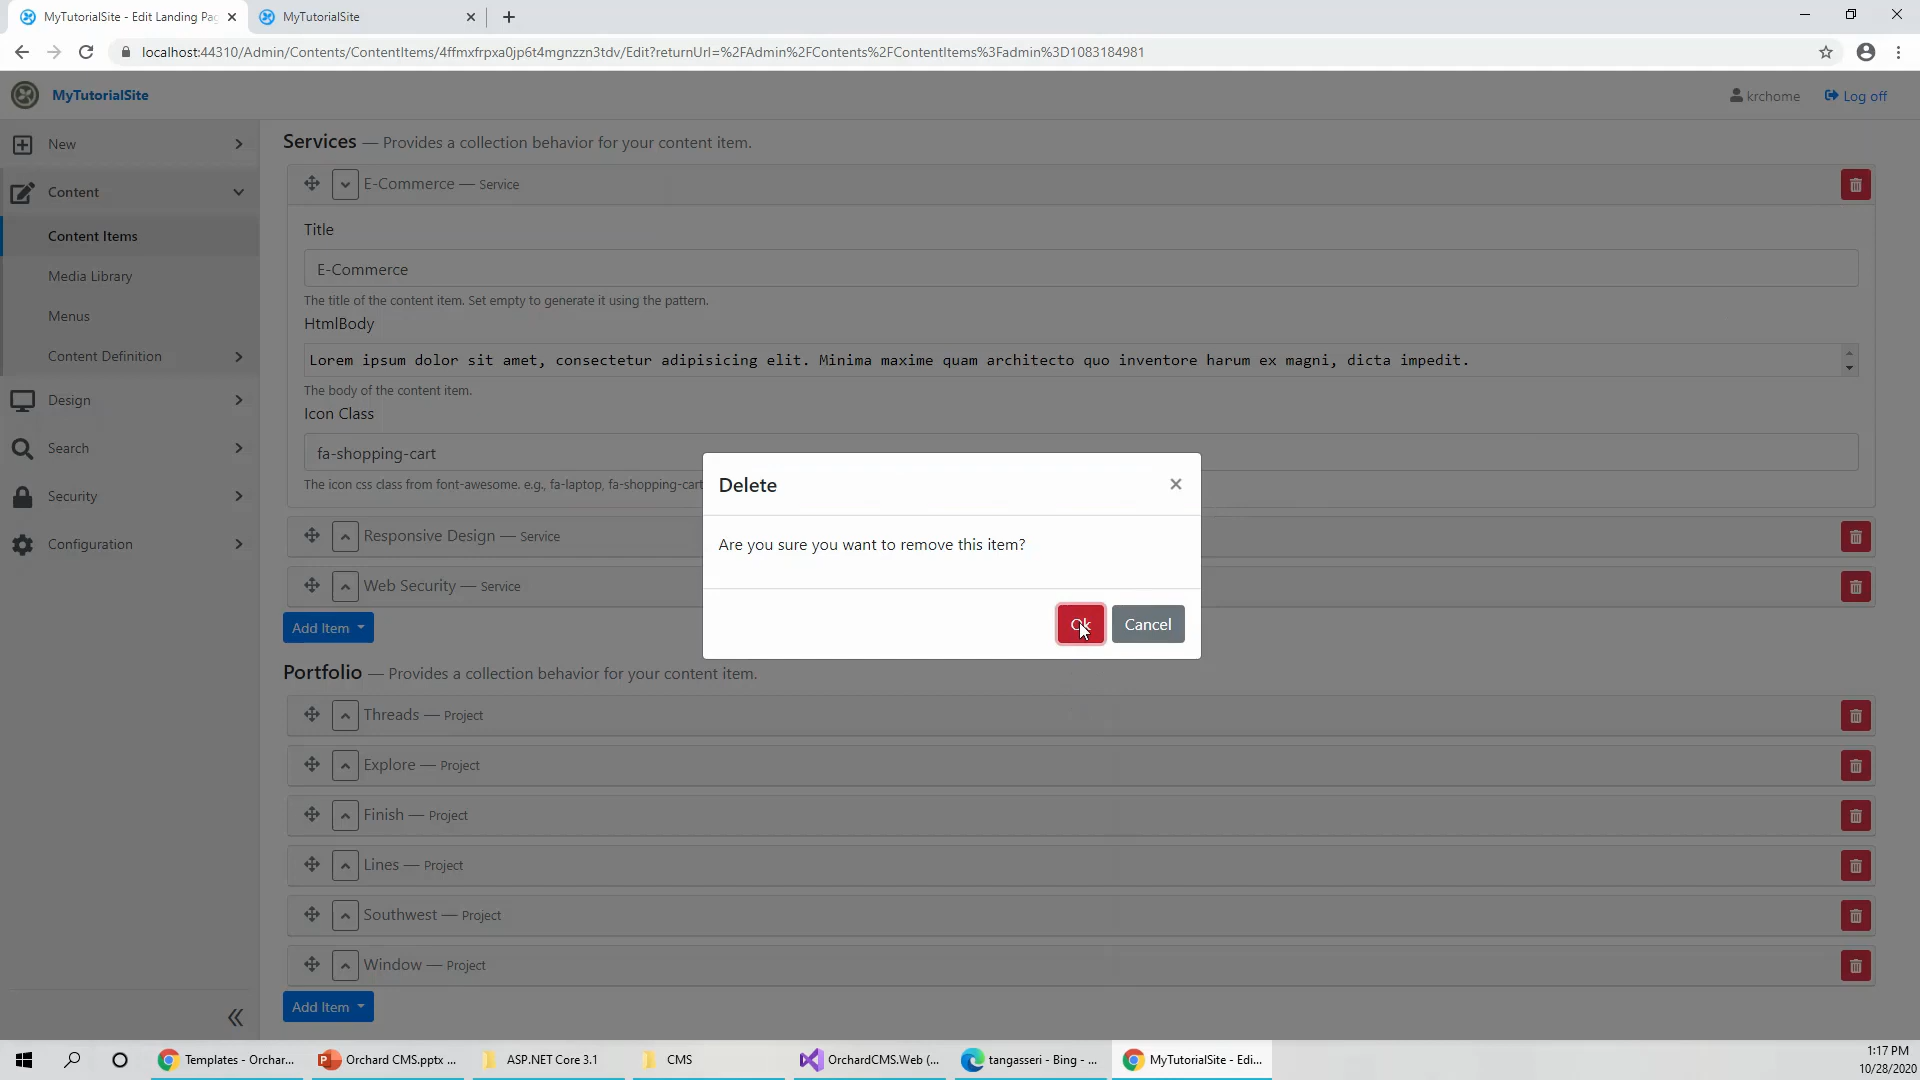 MyTutorialSite - Edit Landing Pag
MyTutorialSite
localhost:44310/Admin/Contents/ContentItems/4ffmxfrpxa0jp6t4mgnzzn3tdv/Edit?returnUrl=%2FAdmin%2FContents%2FContentItems%3Fadmin%3D1083184981
MyTutorialSite
krchome
Log off
New
Content
Content Items
Media Library
Menus
Content Definition
Design
Search
Security
Configuration
Services — Provides a collection behavior for your content item.
E-Commerce — Service
Title
E-Commerce
The title of the content item. Set empty to generate it using the pattern.
HtmlBody
Lorem ipsum dolor sit amet, consectetur adipisicing elit. Minima maxime quam architecto quo inventore harum ex magni, dicta impedit.
The body of the content item.
Icon Class
fa-shopping-cart
The icon css class from font-awesome. e.g., fa-laptop, fa-shopping-cart
Responsive Design — Service
Web Security — Service
Add Item
Delete
Are you sure you want to remove this item?
Ok
Cancel
Portfolio — Provides a collection behavior for your content item.
Threads — Project
Explore — Project
Finish — Project
Lines — Project
Southwest — Project
Window — Project
Add Item
Templates - Orchar...
Orchard CMS.pptx ...
ASP.NET Core 3.1
CMS
OrchardCMS.Web (...
tangasseri - Bing - ...
MyTutorialSite - Edi...
1:17 PM
10/28/2020